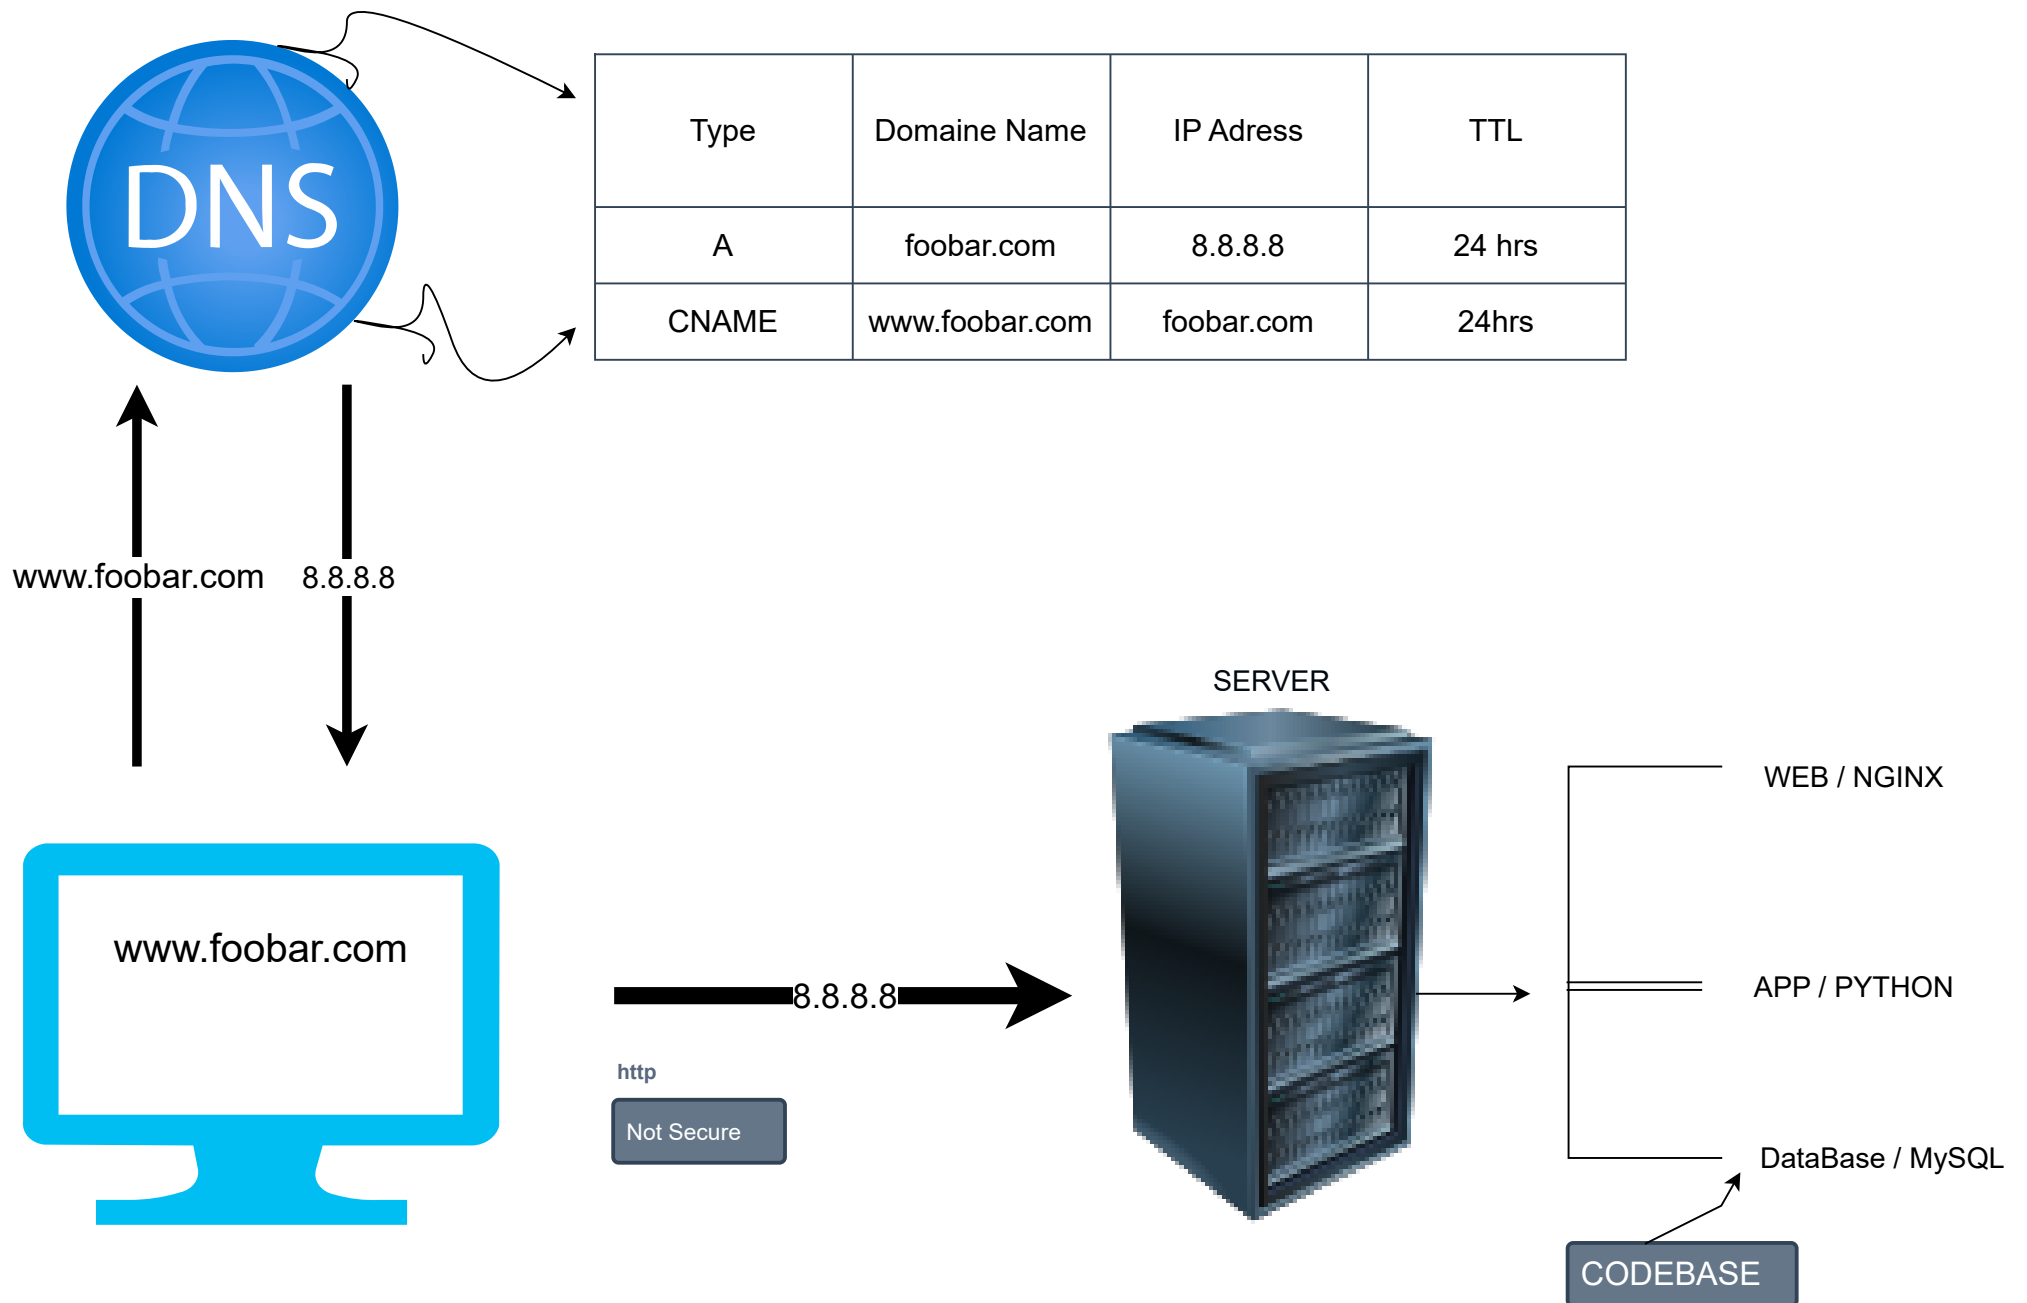 DNS
Type Domaine Name IP Adress TTL
A foobar.com 8.8.8.8 24 hrs
CNAME www.foobar.com foobar.com 24hrs
www.foobar.com 8.8.8.8
SERVER
WEB / NGINX
www.foobar.com
8.8.8.8
APP / PYTHON
http
Not Secure
DataBase / MySQL
CODEBASE